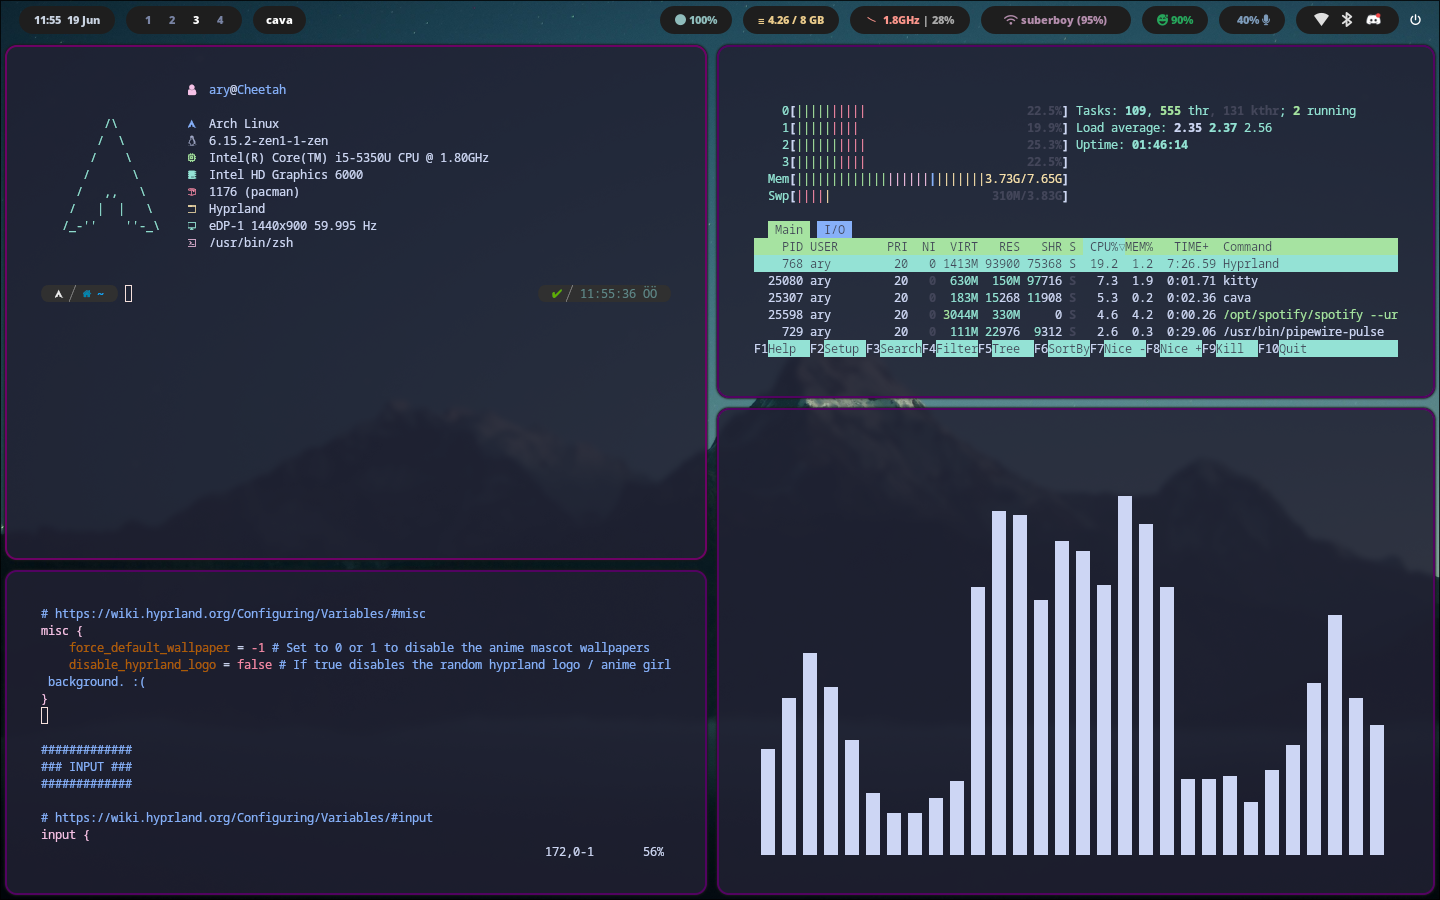 11:55 19 Jun
1 2 3 4
cava
100%
4.26 / 8 GB
1.8GHz | 28%
suberboy (95%)
90%
40%
ary@Cheetah
Arch Linux
6.15.2-zen1-1-zen
Intel(R) Core(TM) i5-5350U CPU @ 1.80GHz
Intel HD Graphics 6000
1176 (pacman)
Hyprland
eDP-1 1440x900 59.995 Hz
/usr/bin/zsh
/\
/  \
/    \
/      \
/   ,,   \
/   |  |   \
/_-''    ''-_\
~
✔ / 11:55:36 ÖÖ
0[|||||||||| 22.5%] Tasks: 109, 555 thr, 131 kthr; 2 running
1[||||||||| 19.9%] Load average: 2.35 2.37 2.56
2[|||||||||| 25.3%] Uptime: 01:46:14
3[|||||||||| 22.5%]
Mem[|||||||||||||||||||||||||||3.73G/7.65G]
Swp[||||| 310M/3.83G]
Main I/O
PID USER PRI NI VIRT RES SHR S CPU%▽MEM% TIME+ Command
768 ary 20 0 1413M 93900 75368 S 19.2 1.2 7:26.59 Hyprland
25080 ary 20 0 630M 150M 97716 S 7.3 1.9 0:01.71 kitty
25307 ary 20 0 183M 15268 11908 S 5.3 0.2 0:02.36 cava
25598 ary 20 0 3044M 330M 0 S 4.6 4.2 0:00.26 /opt/spotify/spotify --ur
729 ary 20 0 111M 22976 9312 S 2.6 0.3 0:29.06 /usr/bin/pipewire-pulse
F1Help F2Setup F3SearchF4FilterF5Tree F6SortByF7Nice -F8Nice +F9Kill F10Quit
# https://wiki.hyprland.org/Configuring/Variables/#misc
misc {
force_default_wallpaper = -1 # Set to 0 or 1 to disable the anime mascot wallpapers
disable_hyprland_logo = false # If true disables the random hyprland logo / anime girl
background. :(
}
#############
### INPUT ###
#############
# https://wiki.hyprland.org/Configuring/Variables/#input
input {
172,0-1 56%